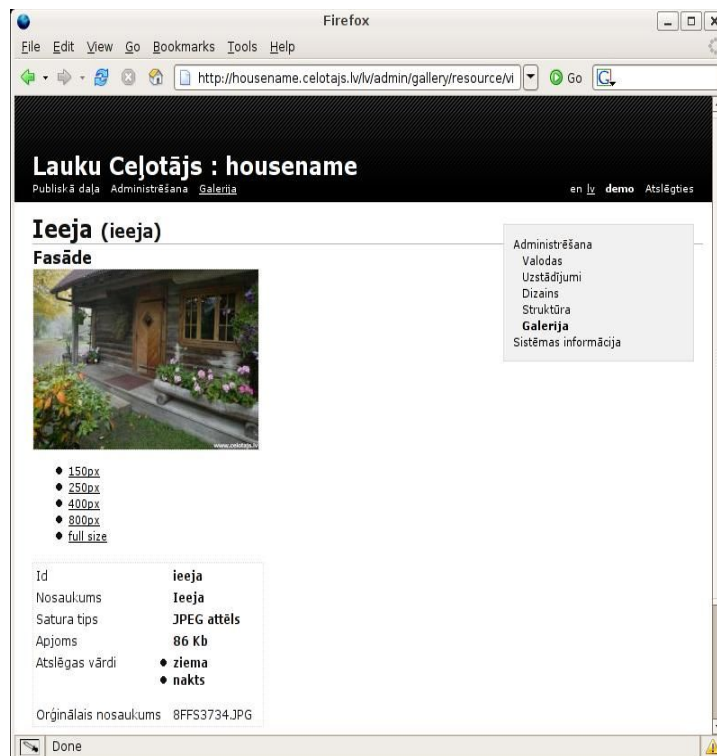 Firefox
File Edit View Go Bookmarks Tools Help
http://housename.celotajs.lv/lv/admin/gallery/resource/vi Go G
Lauku Ceļotājs : housename
Publiskā daļa Administrēšana Galerija en lv demo Atslēgties
Ieeja (ieeja)
Fasāde
www.celotajs.lv
Administrēšana
Valodas
Uzstādījumi
Dizains
Struktūra
Galerija
Sistēmas informācija
150px
250px
400px
800px
full size
Id ieeja
Nosaukums Ieeja
Satura tips JPEG attēls
Apjoms 86 Kb
Atslēgas vārdi ziema
nakts
Orģinālais nosaukums 8FFS3734.JPG
Done